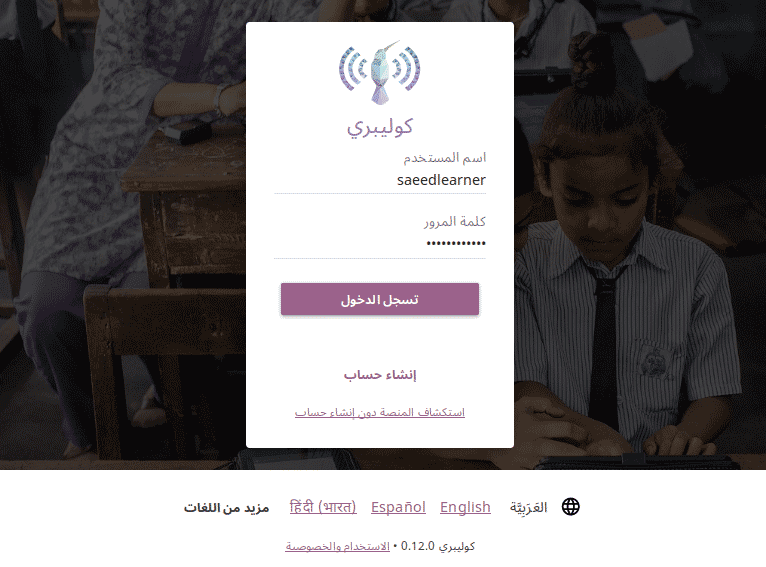 كوليبري
اسم المستخدم
saeedlearner
كلمة المرور
••••••••••••
تسجل الدخول
إنشاء حساب
استكشاف المنصة دون إنشاء حساب
العَرَبِيَّة English Español हिंदी (भारत) مزيد من اللغات
كوليبري 0.12.0 • الاستخدام والخصوصية